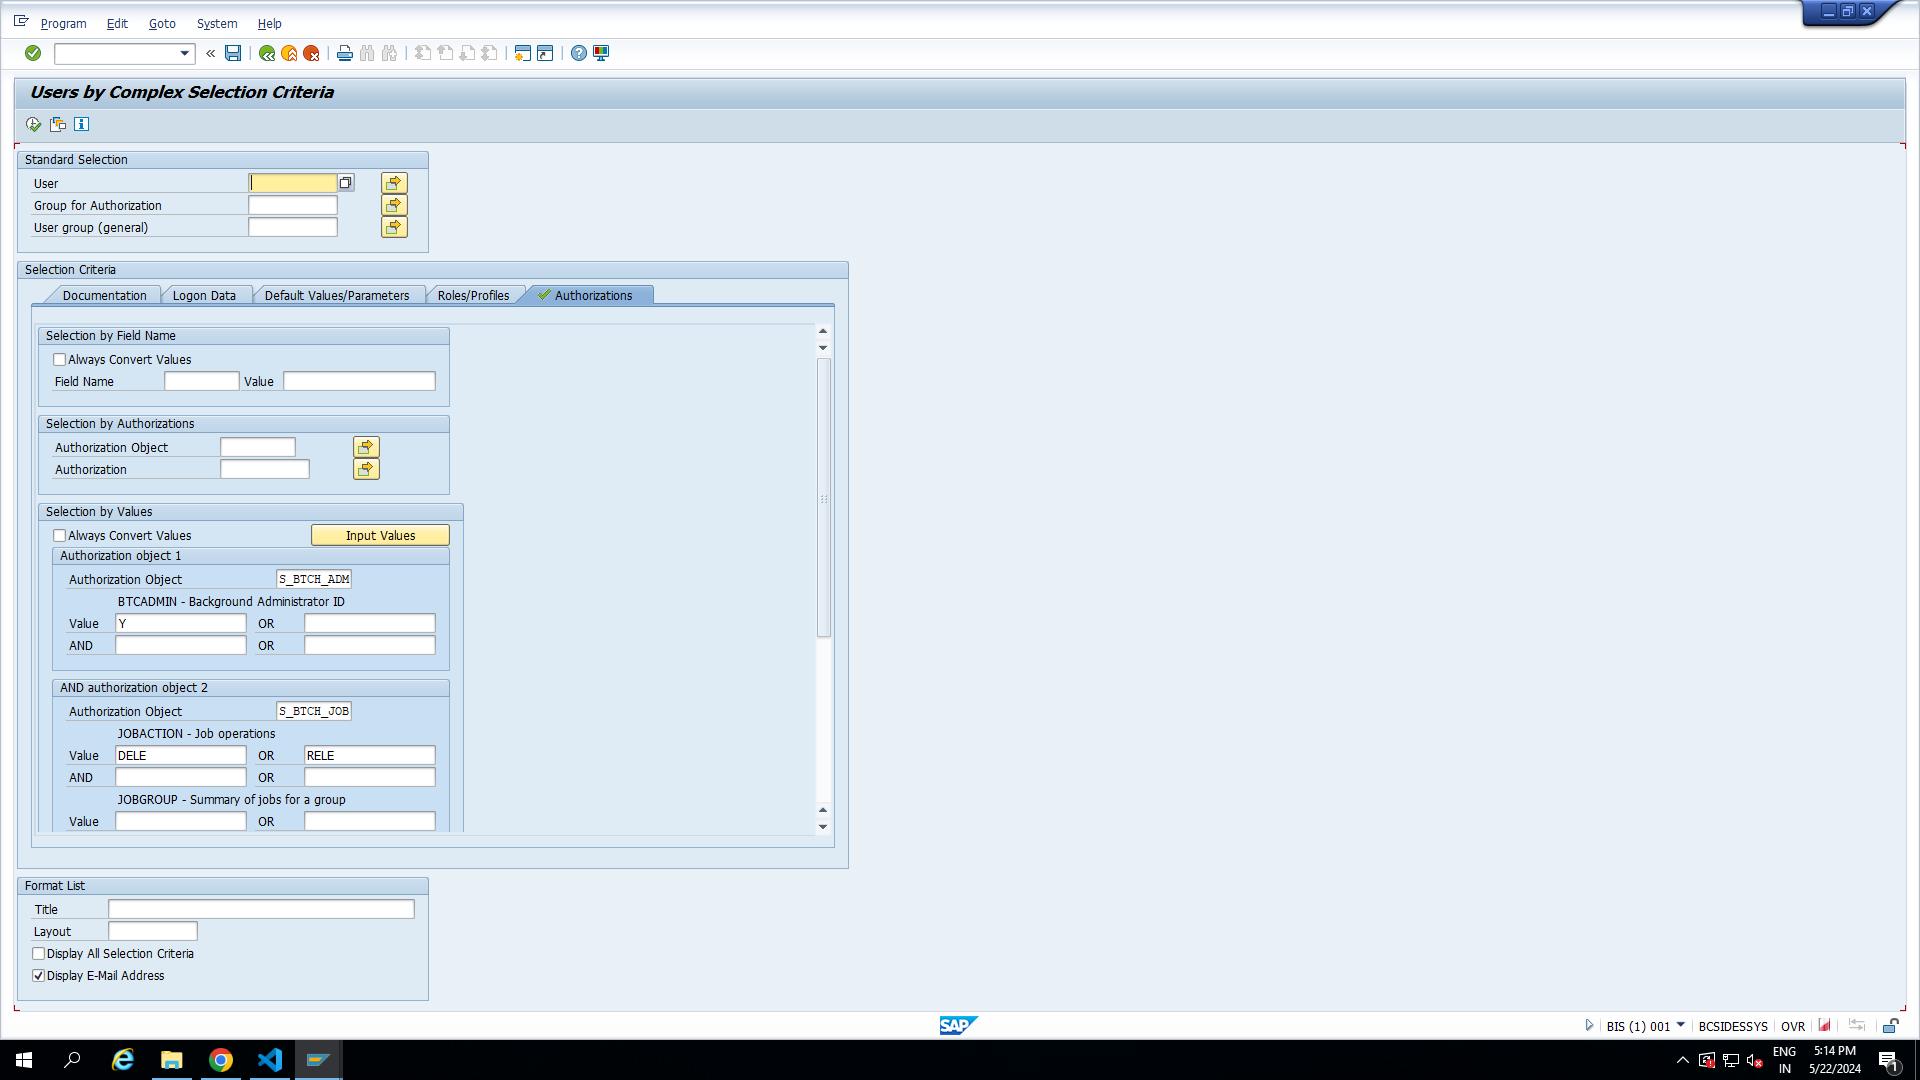 Program Edit Goto System Help
Users by Complex Selection Criteria
Standard Selection
User
Group for Authorization
User group (general)
Selection Criteria
Documentation Logon Data Default Values/Parameters Roles/Profiles Authorizations
Selection by Field Name
Always Convert Values
Field Name Value
Selection by Authorizations
Authorization Object
Authorization
Selection by Values
Always Convert Values Input Values
Authorization object 1
Authorization Object S_BTCH_ADM
BTCADMIN - Background Administrator ID
Value Y OR
AND OR
AND authorization object 2
Authorization Object S_BTCH_JOB
JOBACTION - Job operations
Value DELE OR RELE
AND OR
JOBGROUP - Summary of jobs for a group
Value OR
Format List
Title
Layout
Display All Selection Criteria
Display E-Mail Address
SAP BIS (1) 001 BCSIDESSYS OVR
ENG 5:14 PM
IN 5/22/2024 1